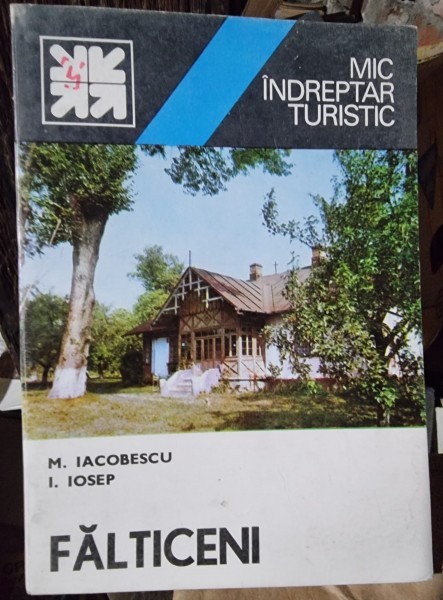 MIC
ÎNDREPTAR
TURISTIC
M. IACOBESCU
I. IOSEP
FĂLTICENI